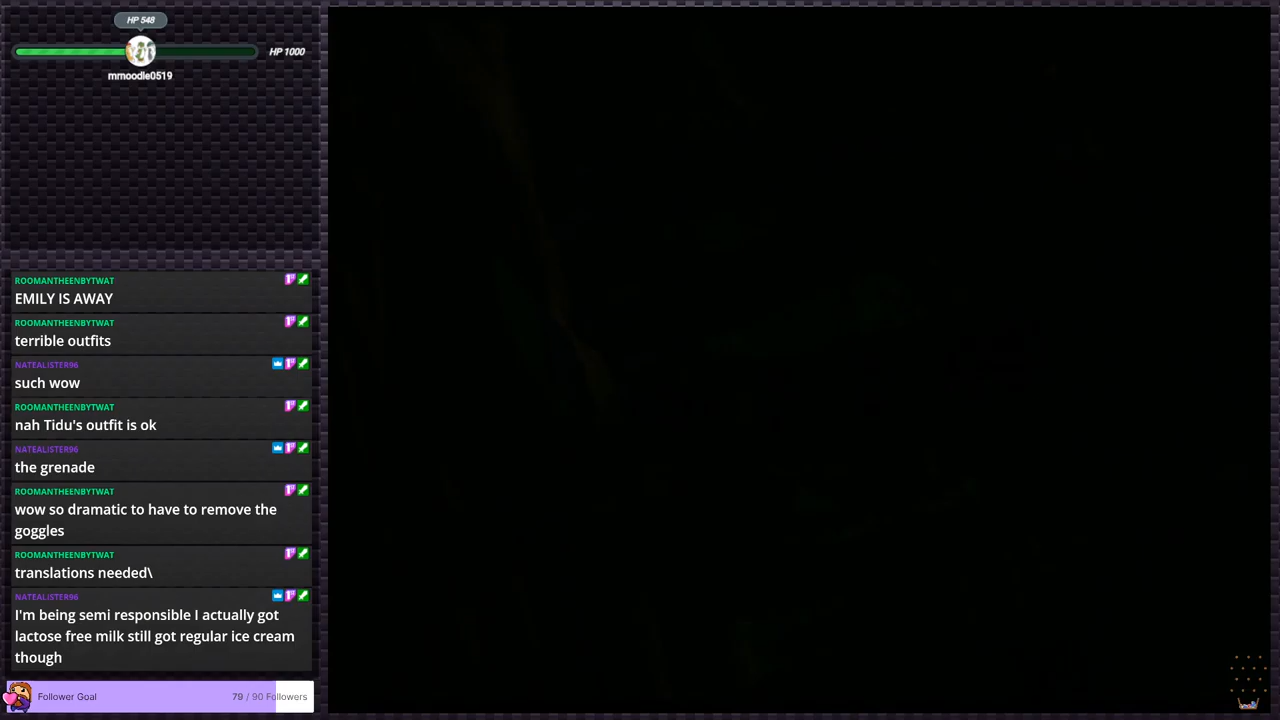 HP 548
HP 1000
mmoodle0519
ROOMANTHEENBYTWAT
EMILY IS AWAY
ROOMANTHEENBYTWAT
terrible outfits
NATEALISTER96
such wow
ROOMANTHEENBYTWAT
nah Tidu's outfit is ok
NATEALISTER96
the grenade
ROOMANTHEENBYTWAT
wow so dramatic to have to remove the
goggles
ROOMANTHEENBYTWAT
translations needed\
NATEALISTER96
I'm being semi responsible I actually got
lactose free milk still got regular ice cream
though
Follower Goal 79 / 90 Followers